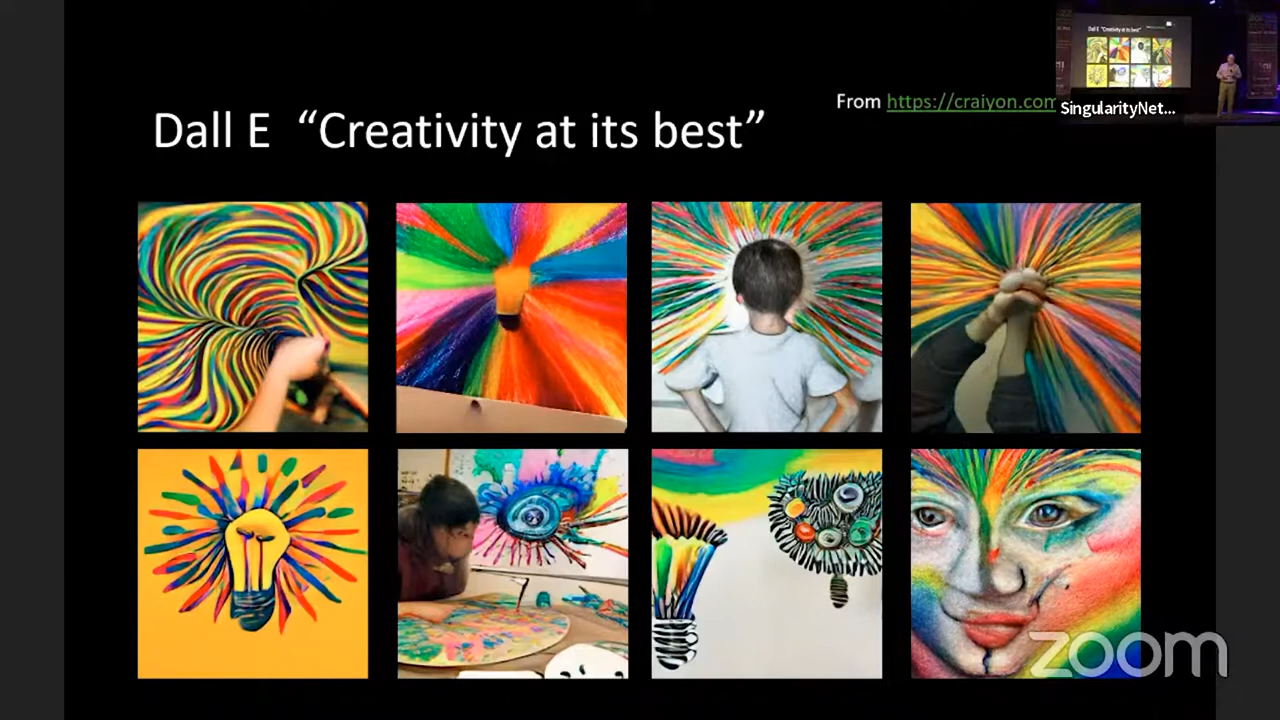 Dall E “Creativity at its best”
From https://craiyon.com
SingularityNet...
Dall E "Creativity at its best"
zoom